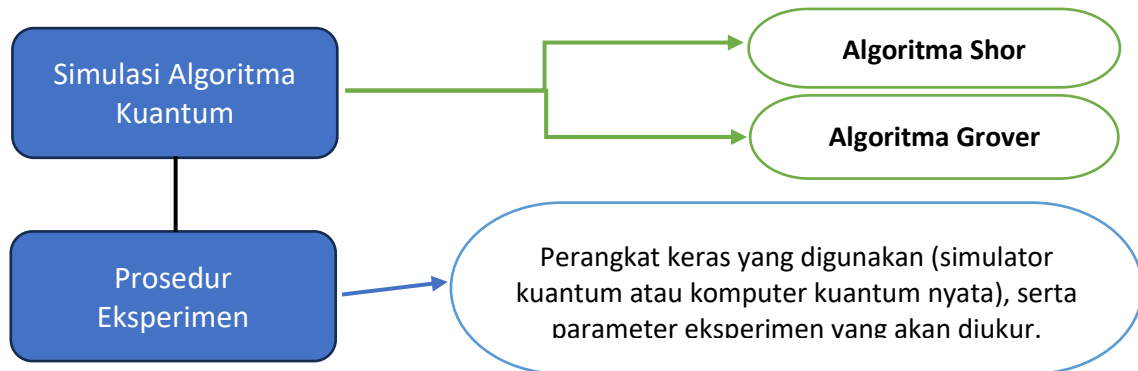 Simulasi Algoritma
Kuantum
Algoritma Shor
Algoritma Grover
Prosedur
Eksperimen
Perangkat keras yang digunakan (simulator
kuantum atau komputer kuantum nyata), serta
parameter eksperimen yang akan diukur.